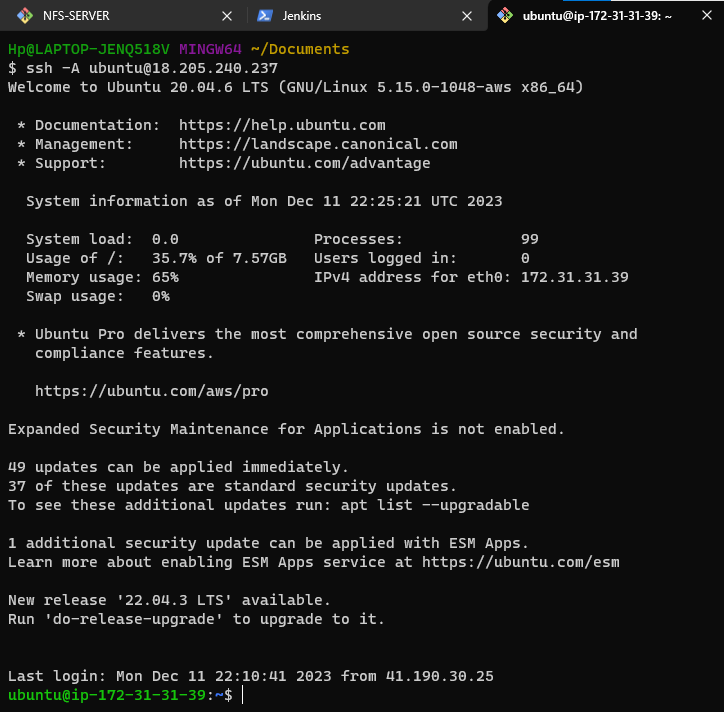 NFS-SERVER
Jenkins
ubuntu@ip-172-31-31-39: ~
Hp@LAPTOP-JENQ518V MINGW64 ~/Documents
$ ssh -A ubuntu@18.205.240.237
Welcome to Ubuntu 20.04.6 LTS (GNU/Linux 5.15.0-1048-aws x86_64)
* Documentation:  https://help.ubuntu.com
* Management:     https://landscape.canonical.com
* Support:        https://ubuntu.com/advantage
System information as of Mon Dec 11 22:25:21 UTC 2023
System load:  0.0                Processes:             99
Usage of /:   35.7% of 7.57GB   Users logged in:       0
Memory usage: 65%               IPv4 address for eth0: 172.31.31.39
Swap usage:   0%
* Ubuntu Pro delivers the most comprehensive open source security and
compliance features.
https://ubuntu.com/aws/pro
Expanded Security Maintenance for Applications is not enabled.
49 updates can be applied immediately.
37 of these updates are standard security updates.
To see these additional updates run: apt list --upgradable
1 additional security update can be applied with ESM Apps.
Learn more about enabling ESM Apps service at https://ubuntu.com/esm
New release '22.04.3 LTS' available.
Run 'do-release-upgrade' to upgrade to it.
Last login: Mon Dec 11 22:10:41 2023 from 41.190.30.25
ubuntu@ip-172-31-31-39:~$